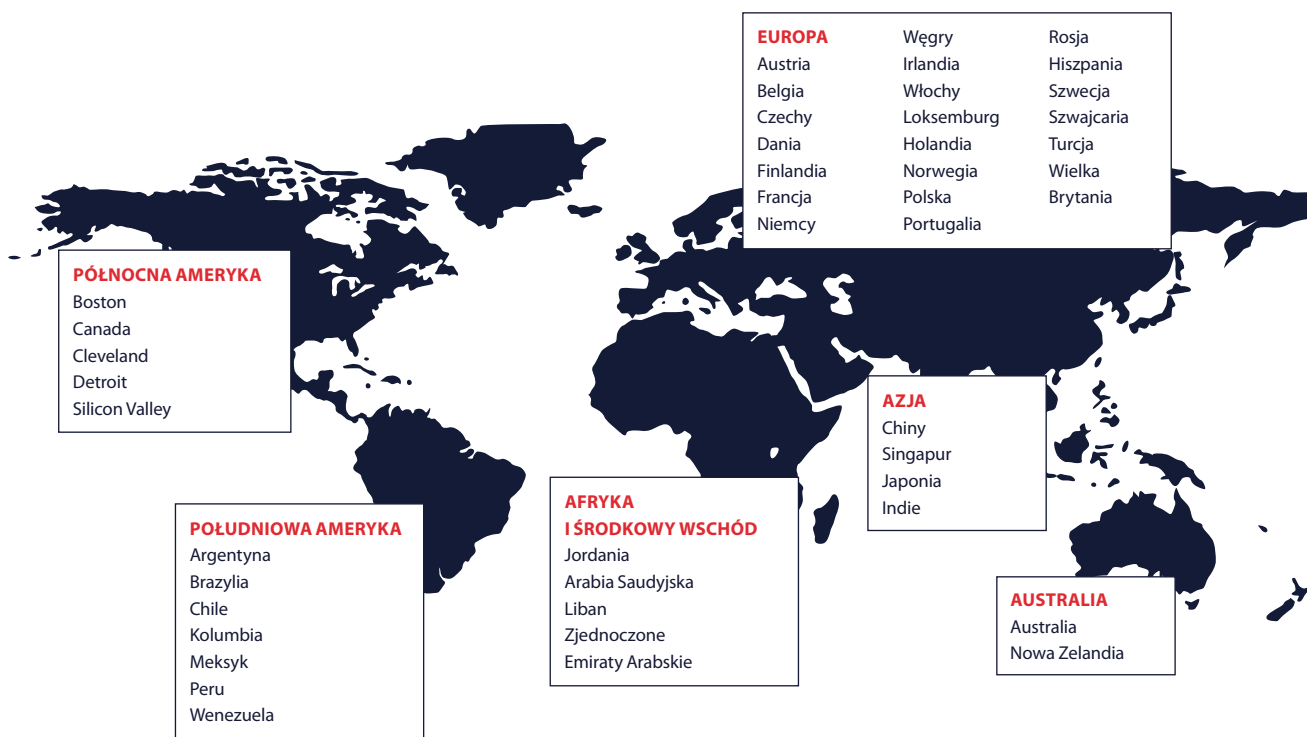 EUROPA
Austria
Belgia
Czechy
Dania
Finlandia
Francja
Niemcy
Węgry
Irlandia
Włochy
Loksemburg
Holandia
Norwegia
Polska
Portugalia
Rosja
Hiszpania
Szwecja
Szwajcaria
Turcja
Wielka
Brytania
PÓŁNOCNA AMERYKA
Boston
Canada
Cleveland
Detroit
Silicon Valley
AZJA
Chiny
Singapur
Japonia
Indie
POŁUDNIOWA AMERYKA
Argentyna
Brazylia
Chile
Kolumbia
Meksyk
Peru
Wenezuela
AFRYKA
I ŚRODKOWY WSCHÓD
Jordania
Arabia Saudyjska
Liban
Zjednoczone
Emiraty Arabskie
AUSTRALIA
Australia
Nowa Zelandia